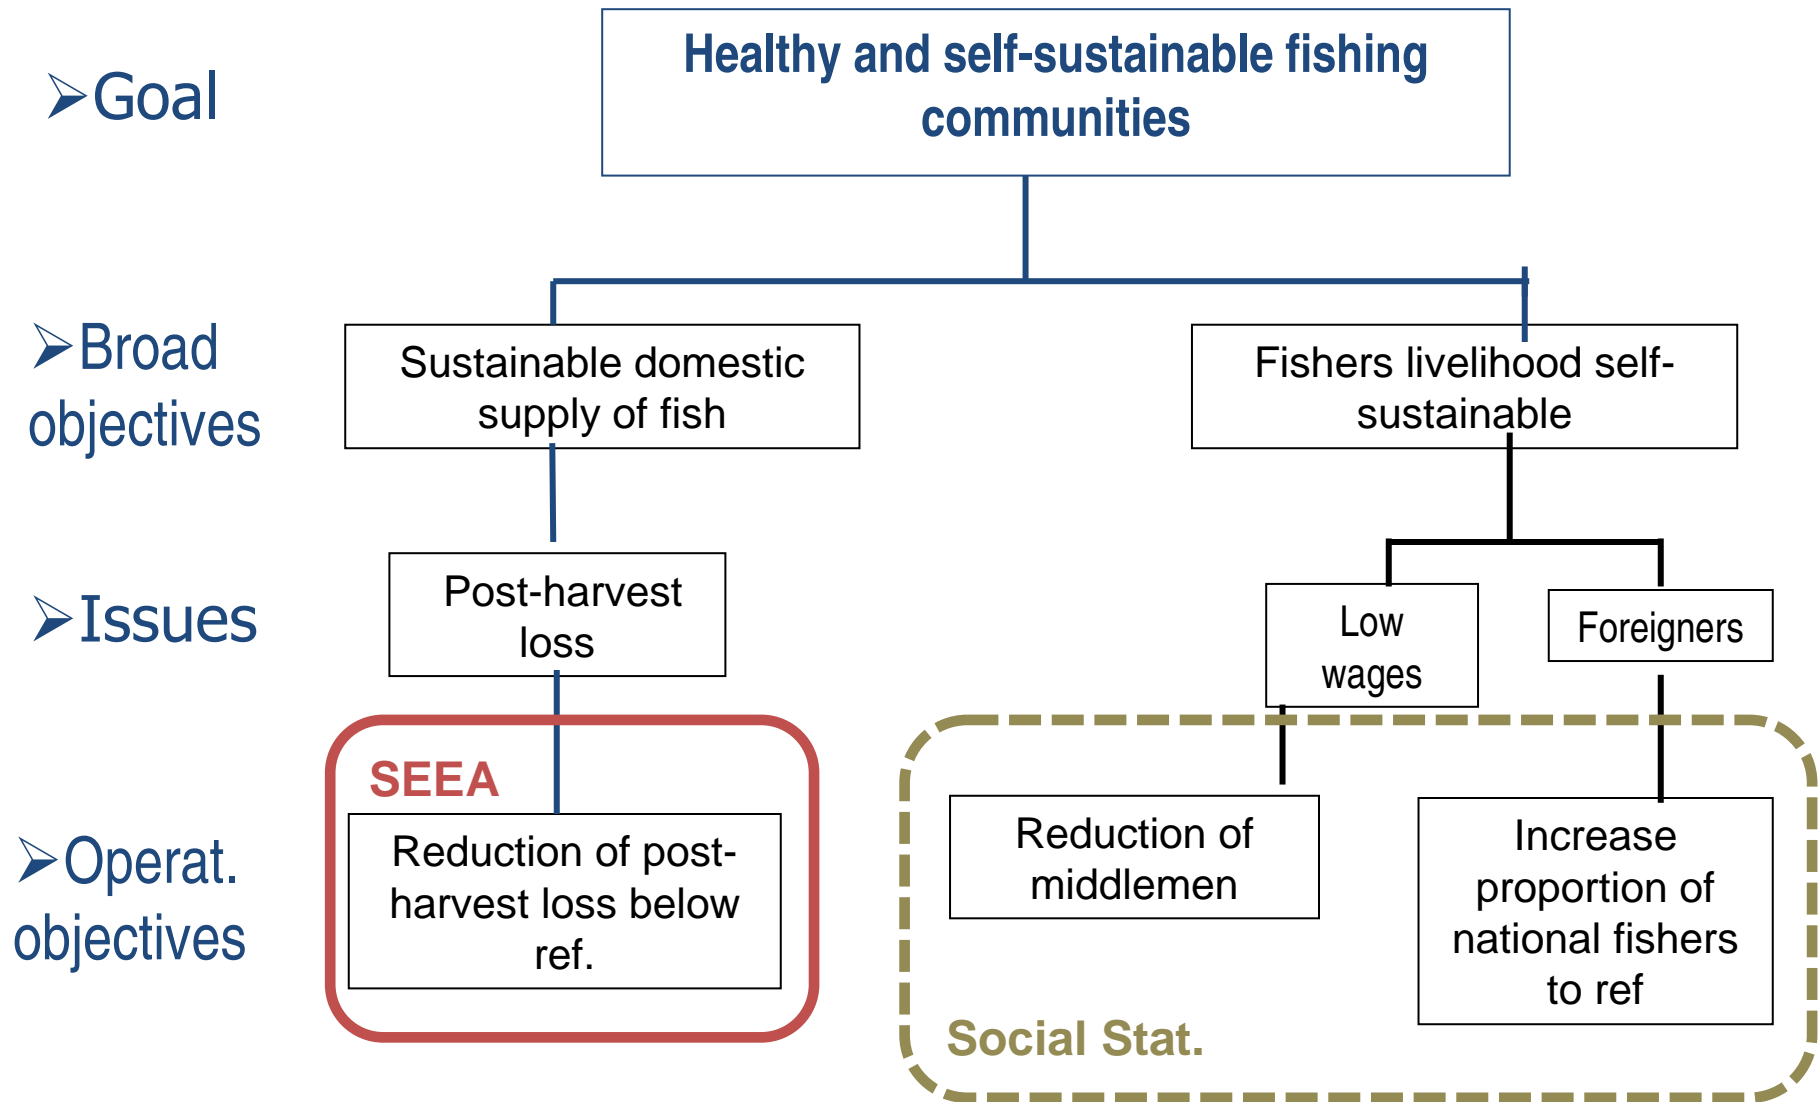 ➢Goal
Healthy and self-sustainable fishing
communities
➢Broad
objectives
Sustainable domestic
supply of fish
Fishers livelihood self-
sustainable
➢Issues
Post-harvest
loss
Low
wages
Foreigners
➢Operat.
objectives
SEEA
Reduction of post-
harvest loss below
ref.
Reduction of
middlemen
Increase
proportion of
national fishers
to ref
Social Stat.